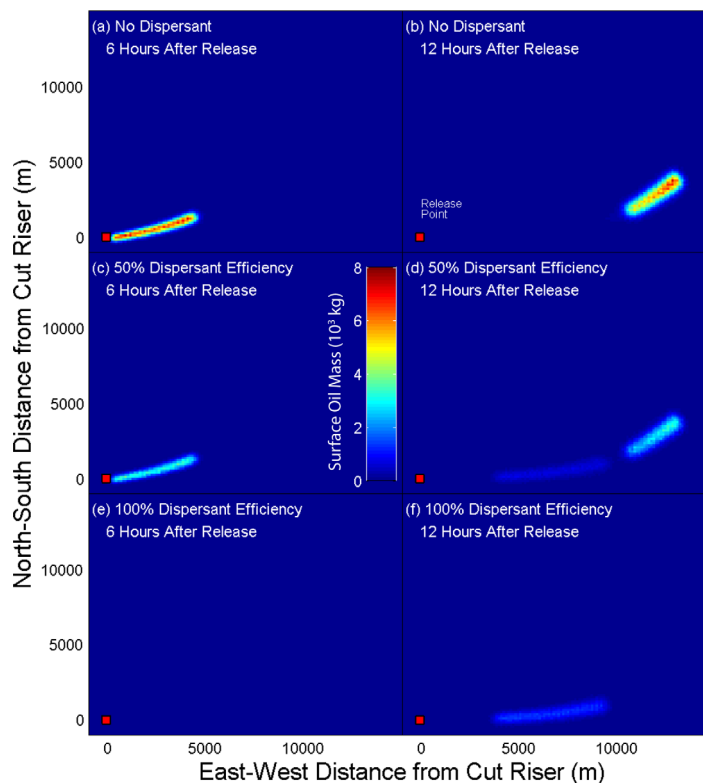 (a) No Dispersant
6 Hours After Release
(b) No Dispersant
12 Hours After Release
10000
5000
0
Release
Point
(c) 50% Dispersant Efficiency
6 Hours After Release
(d) 50% Dispersant Efficiency
12 Hours After Release
10000
5000
0
8
6
4
2
0
Surface Oil Mass (10³ kg)
(e) 100% Dispersant Efficiency
6 Hours After Release
(f) 100% Dispersant Efficiency
12 Hours After Release
10000
5000
0
North-South Distance from Cut Riser (m)
0 5000 10000
0 5000 10000
East-West Distance from Cut Riser (m)